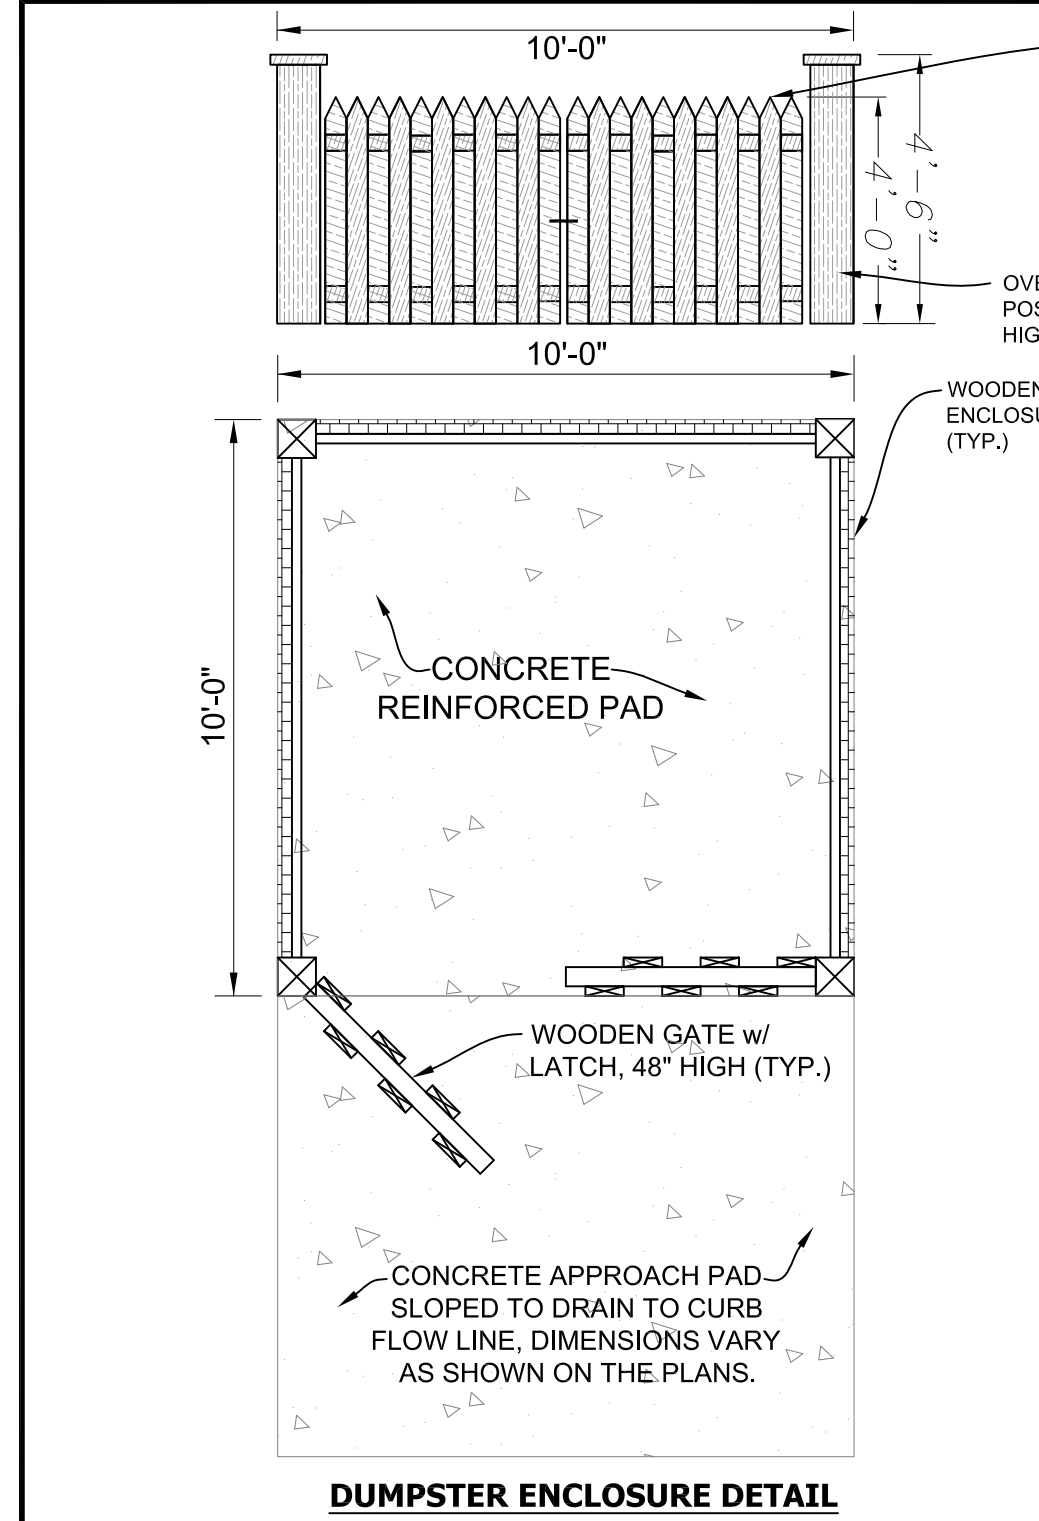 10'-0"
4'-6"
4'-0"
10'-0"
WOODEN
(TYP.)
10'-0"
CONCRETE
REINFORCED PAD
WOODEN GATE w/
LATCH, 48" HIGH (TYP.)
CONCRETE APPROACH PAD
SLOPED TO DRAIN TO CURB
FLOW LINE, DIMENSIONS VARY
AS SHOWN ON THE PLANS.
DUMPSTER ENCLOSURE DETAIL